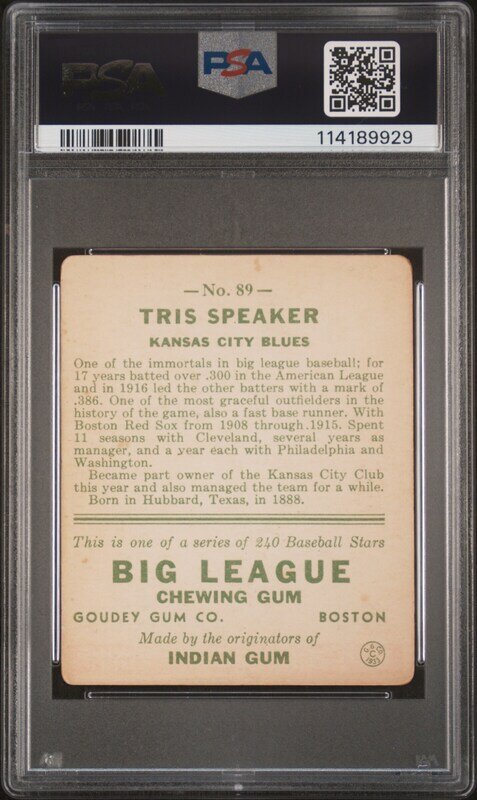 PSA
PSA
114189929
—No. 89—
TRIS SPEAKER
KANSAS CITY BLUES
One of the immortals in big league baseball; for
17 years batted over .300 in the American League
and in 1916 led the other batters with a mark of
.386. One of the most graceful outfielders in the
history of the game, also a fast base runner. With
Boston Red Sox from 1908 through 1915. Spent
11 seasons with Cleveland, several years as
manager, and a year each with Philadelphia and
Washington.
Became part owner of the Kansas City Club
this year and also managed the team for a while.
Born in Hubbard, Texas, in 1888.
This is one of a series of 240 Baseball Stars
BIG LEAGUE
CHEWING GUM
GOUDEY GUM CO. BOSTON
Made by the originators of
INDIAN GUM
G. G. Co.
C
1933